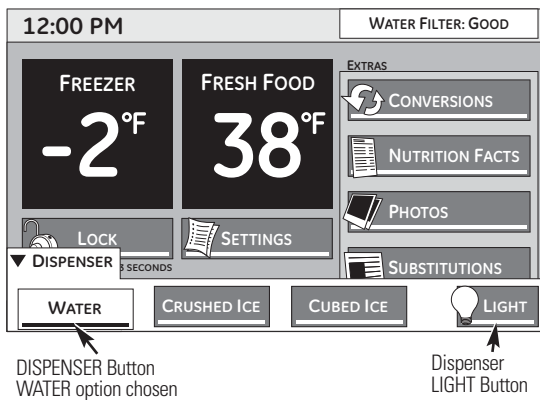 12:00 PM
WATER FILTER: GOOD
FREEZER
-2°F
FRESH FOOD
38°F
EXTRAS
CONVERSIONS
NUTRITION FACTS
PHOTOS
SUBSTITUTIONS
LOCK
3 SECONDS
SETTINGS
▼ DISPENSER
WATER
CRUSHED ICE
CUBED ICE
LIGHT
DISPENSER Button
WATER option chosen
Dispenser
LIGHT Button